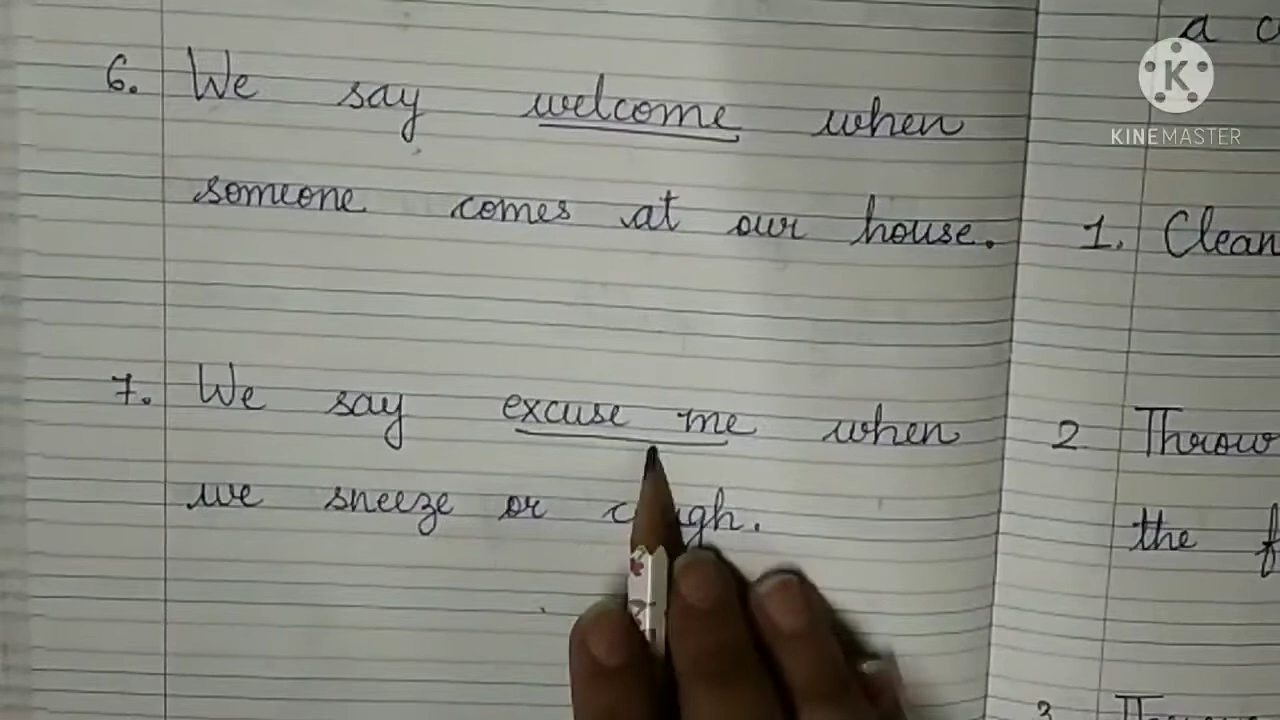 6. We say welcome when
someone comes at our house.
7. We say excuse me when
we sneeze or
a
1. Clean
2 Throw
the
3
KINEMASTER